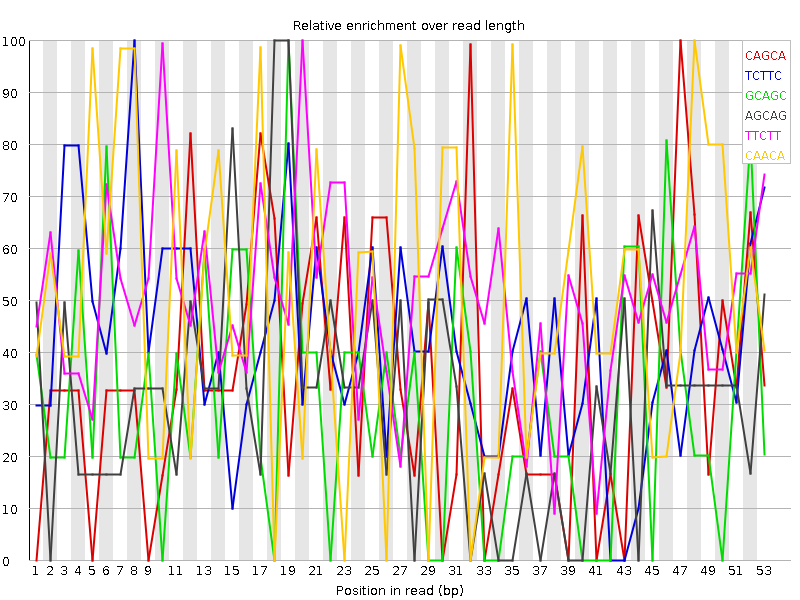 Relative enrichment over read length
100
90
80
70
60
50
40
30
20
10
0
CAGCA
TCTTC
GCAGC
AGCAG
TTCTT
CAACA
1 2 3 4 5 6 7 8 9 11 13 15 17 19 21 23 25 27 29 31 33 35 37 39 41 43 45 47 49 51 53
Position in read (bp)